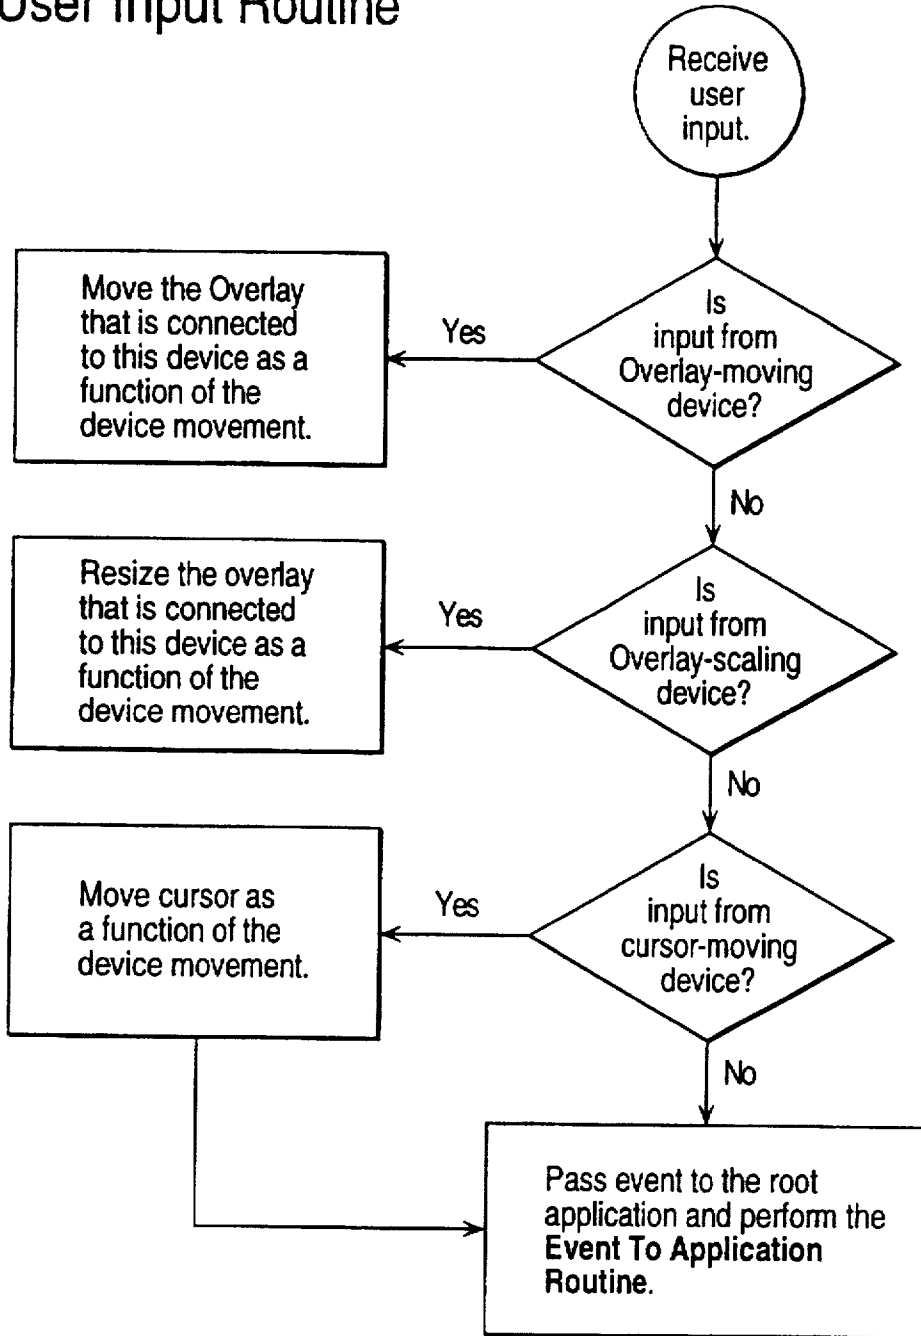 User Input Routine
Receive
user
input.
Is
input from
Overlay-moving
device?
Yes
Move the Overlay
that is connected
to this device as a
function of the
device movement.
No
Is
input from
Overlay-scaling
device?
Yes
Resize the overlay
that is connected
to this device as a
function of the
device movement.
No
Is
input from
cursor-moving
device?
Yes
Move cursor as
a function of the
device movement.
No
Pass event to the root
application and perform the
Event To Application
Routine.